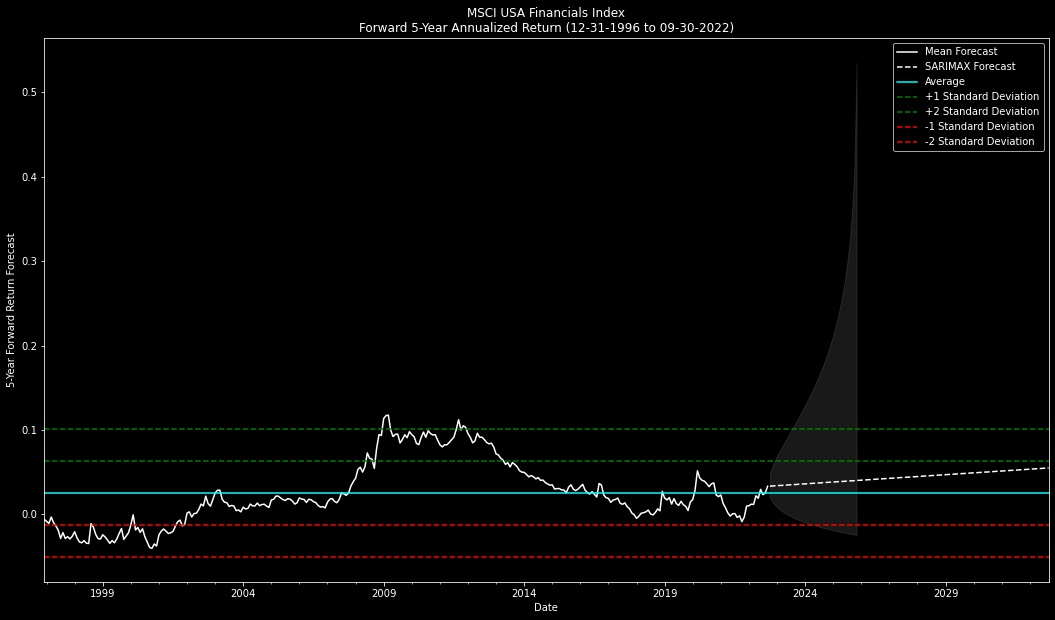 MSCI USA Financials Index
Forward 5-Year Annualized Return (12-31-1996 to 09-30-2022)
Mean Forecast
SARIMAX Forecast
Average
+1 Standard Deviation
+2 Standard Deviation
-1 Standard Deviation
-2 Standard Deviation
5-Year Forward Return Forecast
0.5
0.4
0.3
0.2
0.1
0.0
1999
2004
2009
2014
2019
2024
2029
Date